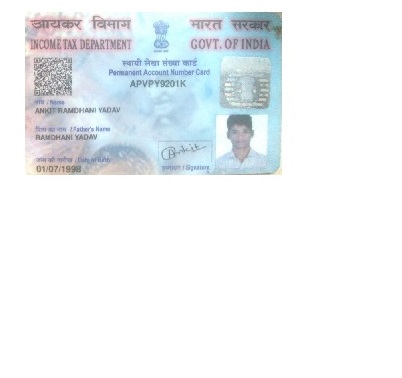 आयकर विभाग
INCOME TAX DEPARTMENT
भारत सरकार
GOVT. OF INDIA
स्थायी लेखा संख्या कार्ड
Permanent Account Number Card
APVPY9201K
नाम / Name
ANKIT RAMDHANI YADAV
पिता का नाम / Father's Name
RAMDHANI YADAV
जन्म की तारीख / Date of Birth
01/07/1998
Ankit
हस्ताक्षर / Signature